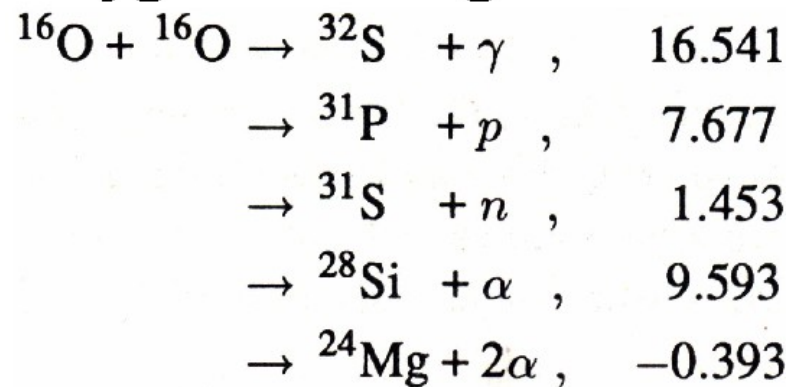 ¹⁶O + ¹⁶O → ³²S + γ , 16.541
→ ³¹P + p , 7.677
→ ³¹S + n , 1.453
→ ²⁸Si + α , 9.593
→ ²⁴Mg + 2α , −0.393